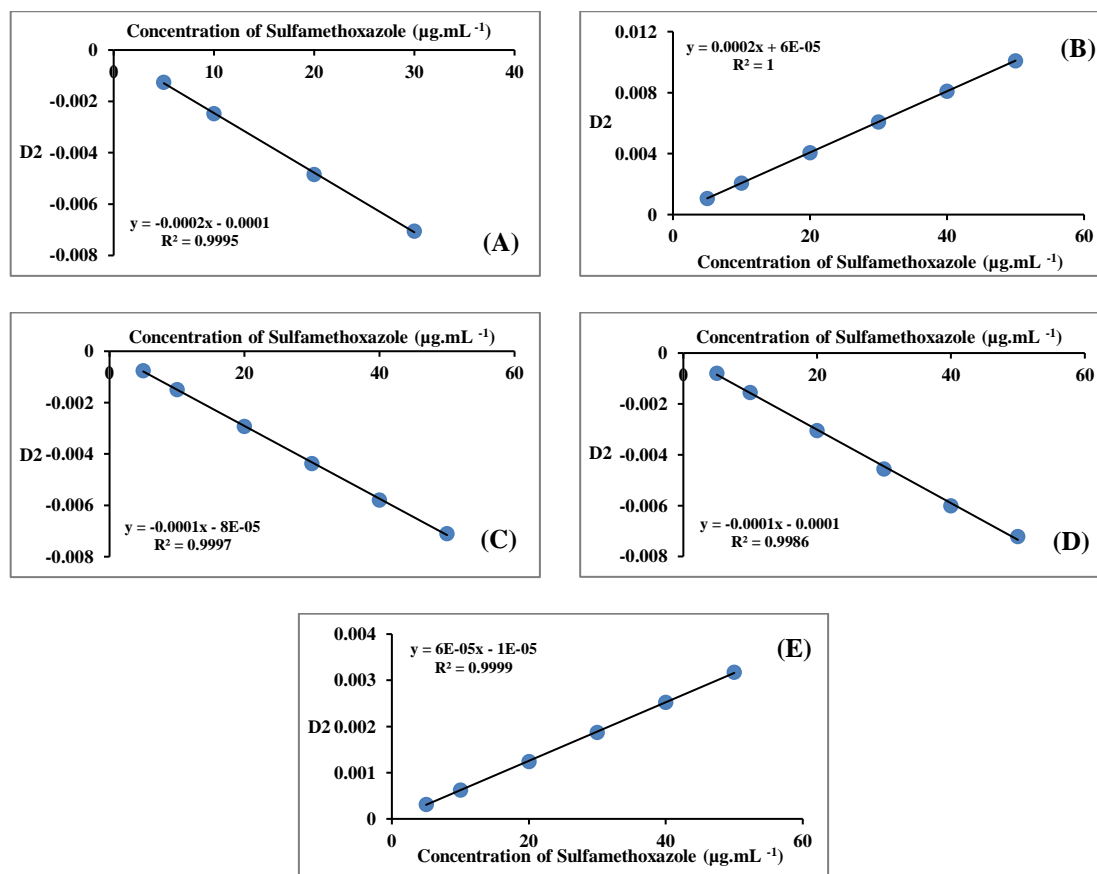 Concentration of Sulfamethoxazole (µg.mL -1)
0
0 10 20 30 40
-0.002
D2 -0.004
-0.006
-0.008
y = -0.0002x - 0.0001
R² = 0.9995
(A)
0.012
0.008
D2
0.004
0
0 20 40 60
y = 0.0002x + 6E-05
R² = 1
(B)
Concentration of Sulfamethoxazole (µg.mL -1)
Concentration of Sulfamethoxazole (µg.mL -1)
0
0 20 40 60
-0.002
D2 -0.004
-0.006
-0.008
y = -0.0001x - 8E-05
R² = 0.9997
(C)
Concentration of Sulfamethoxazole (µg.mL -1)
0
0 20 40 60
-0.002
D2 -0.004
-0.006
-0.008
y = -0.0001x - 0.0001
R² = 0.9986
(D)
0.004
0.003
D2 0.002
0.001
0
0 20 40 60
y = 6E-05x - 1E-05
R² = 0.9999
(E)
Concentration of Sulfamethoxazole (µg.mL -1)